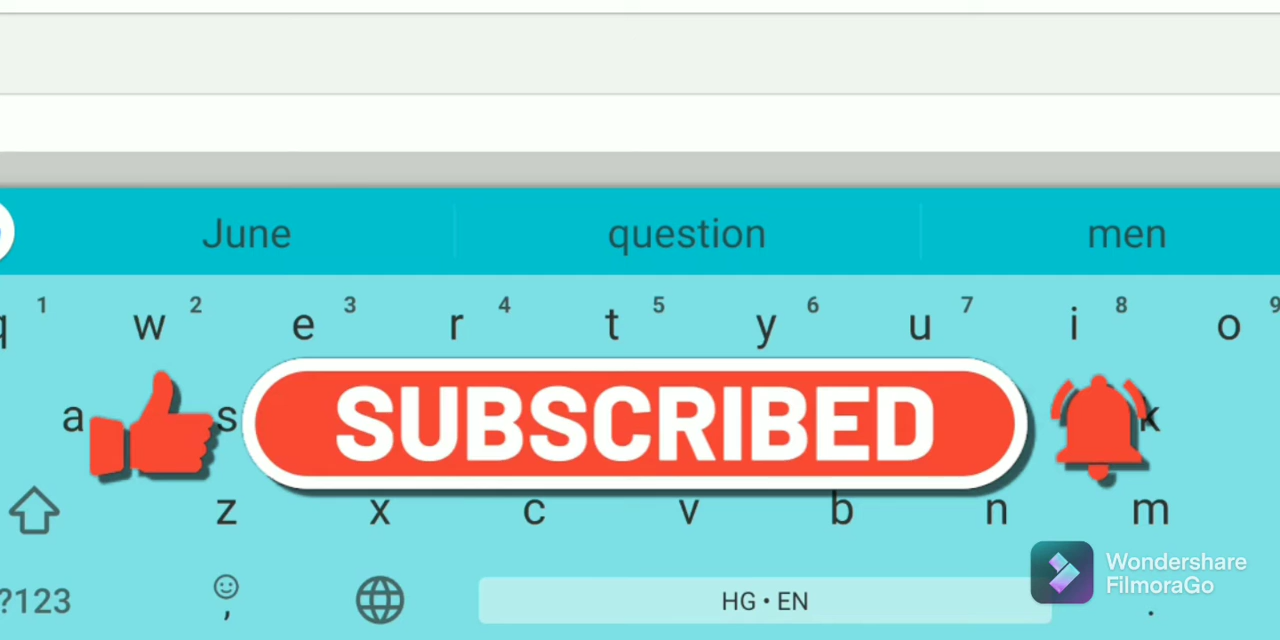 June question men
1 2 3 4 5 6 7 8 9
q w e r t y u i o
a s k
SUBSCRIBED
z x c v b n m
Wondershare
FilmoraGo
?123 , HG • EN .